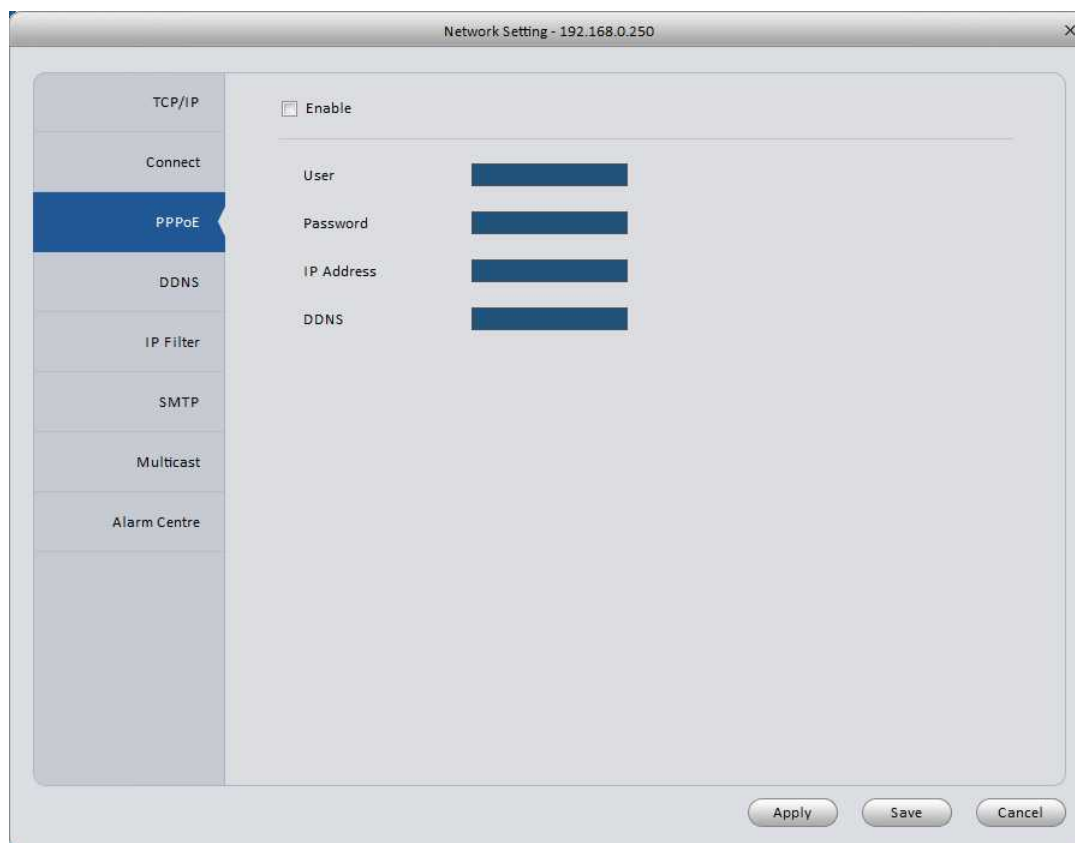 Network Setting - 192.168.0.250
×
TCP/IP
Connect
PPPoE
DDNS
IP Filter
SMTP
Multicast
Alarm Centre
Enable
User
Password
IP Address
DDNS
Apply
Save
Cancel